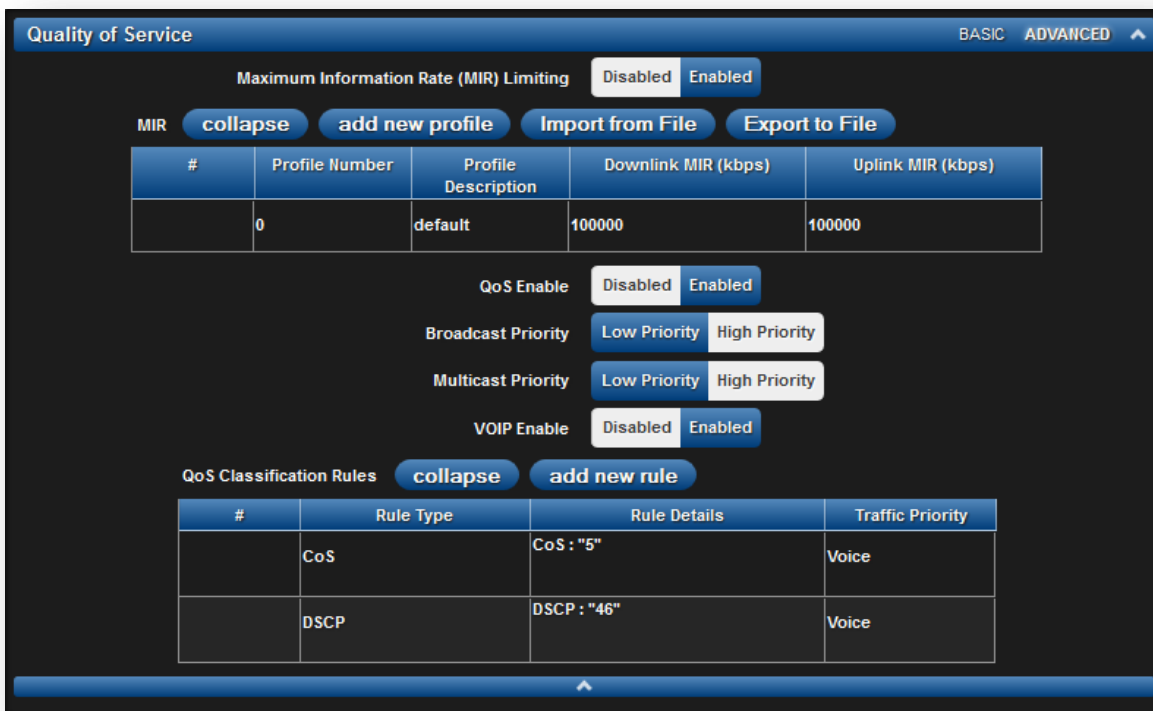 Quality of Service BASIC ADVANCED
Maximum Information Rate (MIR) Limiting Disabled Enabled
MIR collapse add new profile Import from File Export to File
# Profile Number Profile Description Downlink MIR (kbps) Uplink MIR (kbps)
0 default 100000 100000
QoS Enable Disabled Enabled
Broadcast Priority Low Priority High Priority
Multicast Priority Low Priority High Priority
VOIP Enable Disabled Enabled
QoS Classification Rules collapse add new rule
# Rule Type Rule Details Traffic Priority
CoS CoS : "5" Voice
DSCP DSCP : "46" Voice